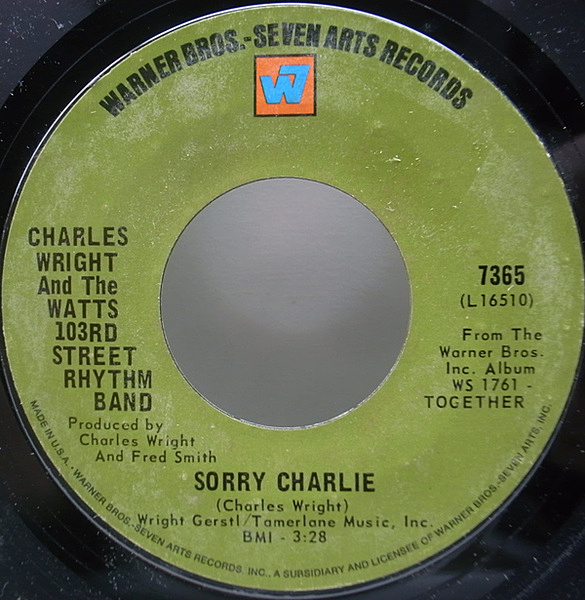 WARNER BROS.-SEVEN ARTS RECORDS
W7
CHARLES
WRIGHT
And The
WATTS
103RD
STREET
RHYTHM
BAND
7365
(L16510)
From The
Warner Bros.
Inc. Album
WS 1761 -
TOGETHER
Produced by
Charles Wright
And Fred Smith
SORRY CHARLIE
(Charles Wright)
Wright Gerstl/Tamerlane Music, Inc.
BMI - 3:28
MADE IN U.S.A. · WARNER BROS.-SEVEN ARTS RECORDS. INC., A SUBSIDIARY AND LICENSEE OF WARNER BROS.-SEVEN ARTS, INC.